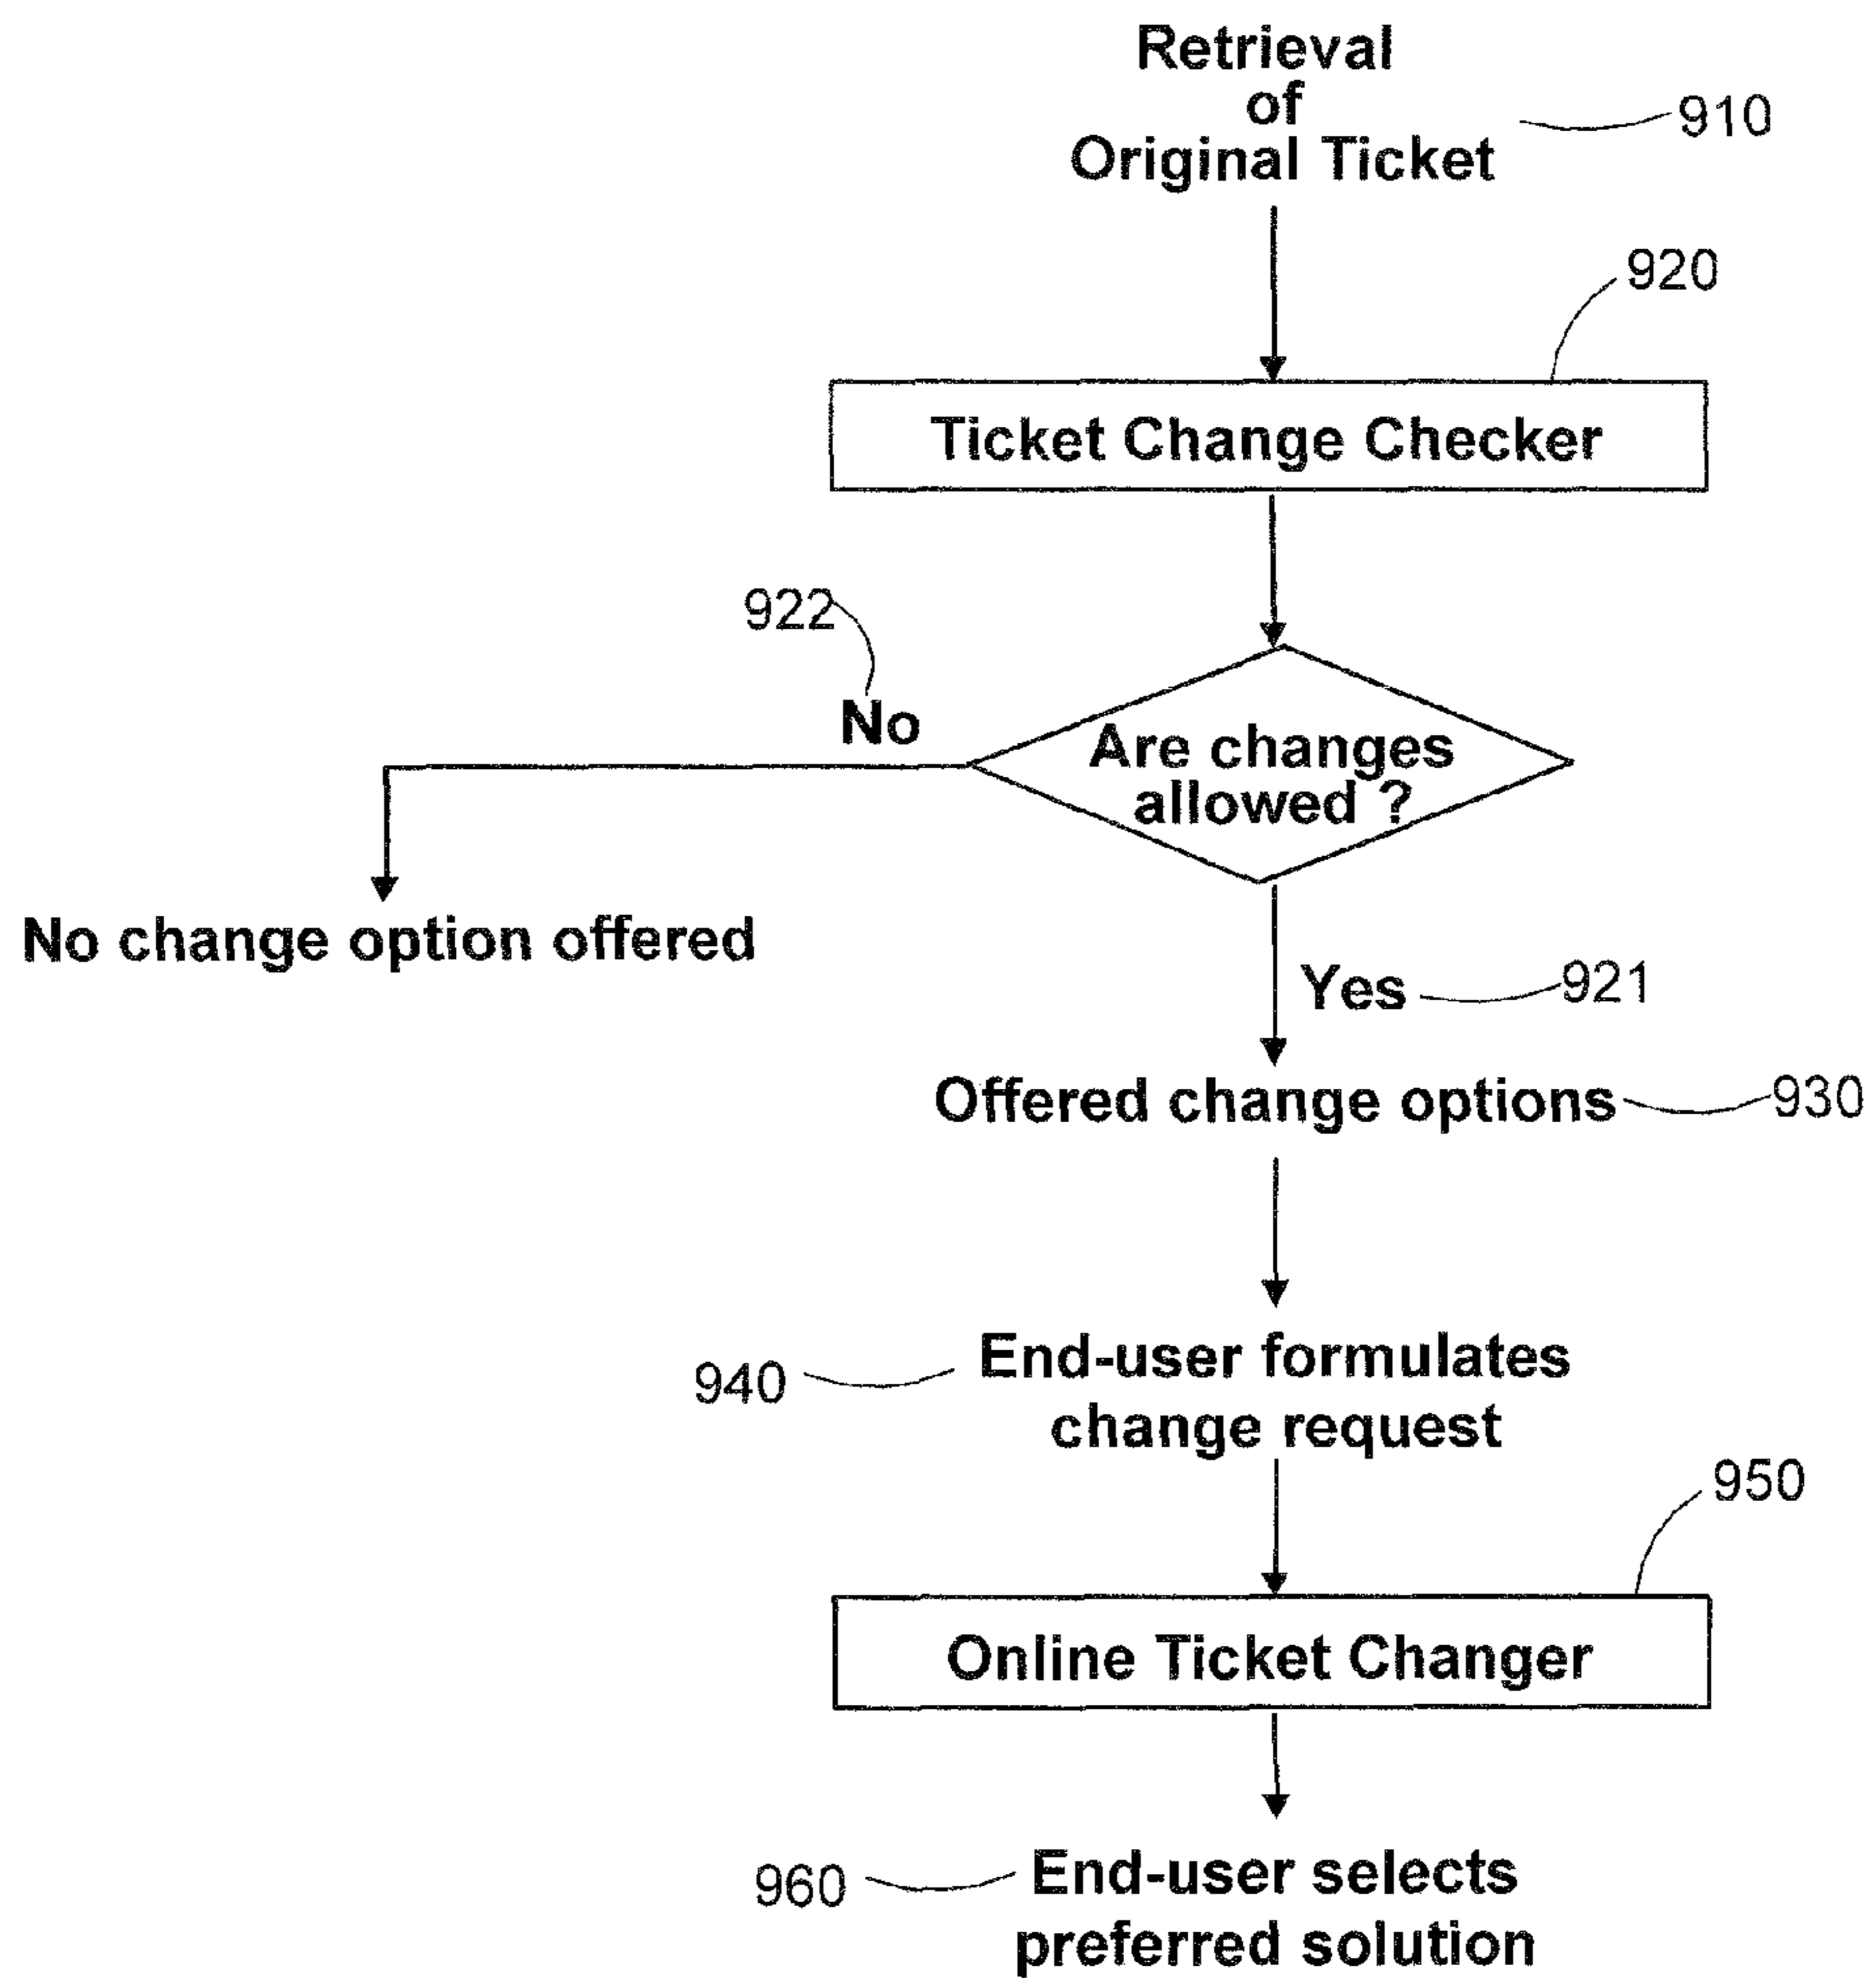 Retrieval
of
Original Ticket
910
920
Ticket Change Checker
922
No
Are changes
allowed ?
No change option offered
Yes
921
Offered change options
930
940
End-user formulates
change request
950
Online Ticket Changer
960
End-user selects
preferred solution